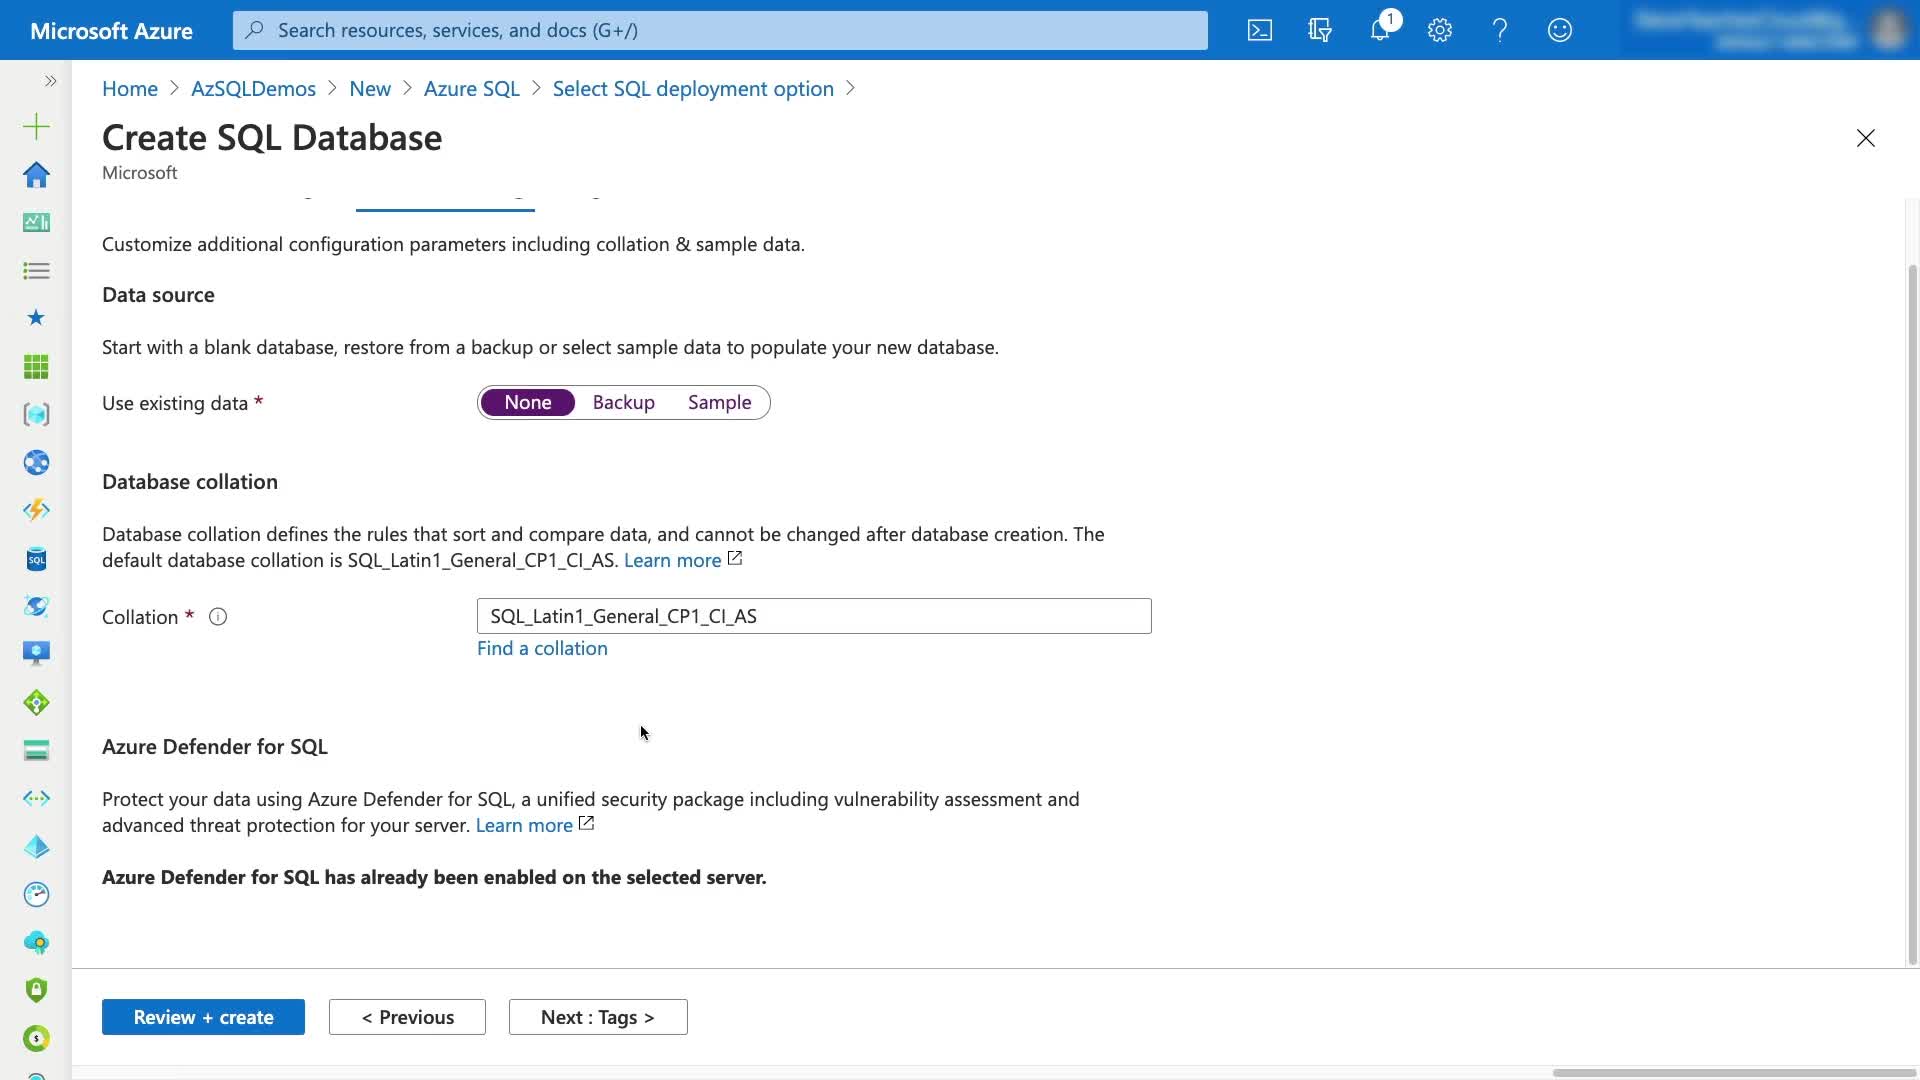 Microsoft Azure
Search resources, services, and docs (G+/)
1
Home > AzSQLDemos > New > Azure SQL > Select SQL deployment option >
Create SQL Database
Microsoft
Customize additional configuration parameters including collation & sample data.
Data source
Start with a blank database, restore from a backup or select sample data to populate your new database.
Use existing data *
None Backup Sample
Database collation
Database collation defines the rules that sort and compare data, and cannot be changed after database creation. The
default database collation is SQL_Latin1_General_CP1_CI_AS. Learn more
Collation *
SQL_Latin1_General_CP1_CI_AS
Find a collation
Azure Defender for SQL
Protect your data using Azure Defender for SQL, a unified security package including vulnerability assessment and
advanced threat protection for your server. Learn more
Azure Defender for SQL has already been enabled on the selected server.
Review + create
< Previous
Next : Tags >
SQL